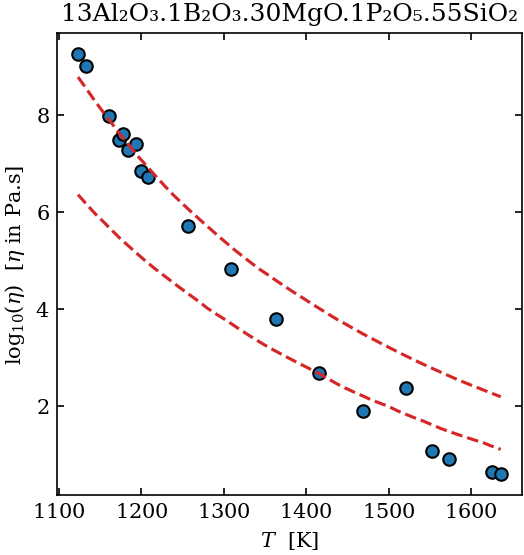 13Al₂O₃.1B₂O₃.30MgO.1P₂O₅.55SiO₂
8
6
4
2
log₁₀(η) [η in Pa.s]
1100 1200 1300 1400 1500 1600
T [K]